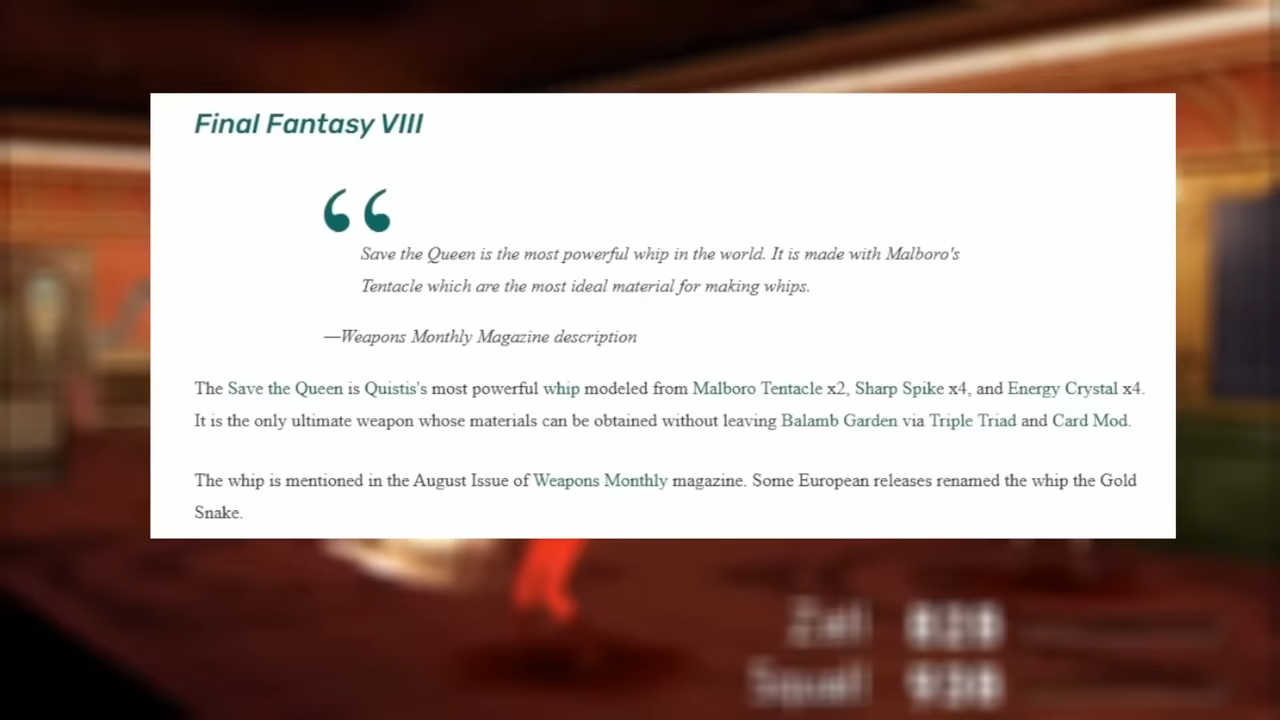 Final Fantasy VIII
“
Save the Queen is the most powerful whip in the world. It is made with Malboro's
Tentacle which are the most ideal material for making whips.
—Weapons Monthly Magazine description
The Save the Queen is Quistis's most powerful whip modeled from Malboro Tentacle x2, Sharp Spike x4, and Energy Crystal x4.
It is the only ultimate weapon whose materials can be obtained without leaving Balamb Garden via Triple Triad and Card Mod.
The whip is mentioned in the August Issue of Weapons Monthly magazine. Some European releases renamed the whip the Gold
Snake.
Zell
Squall